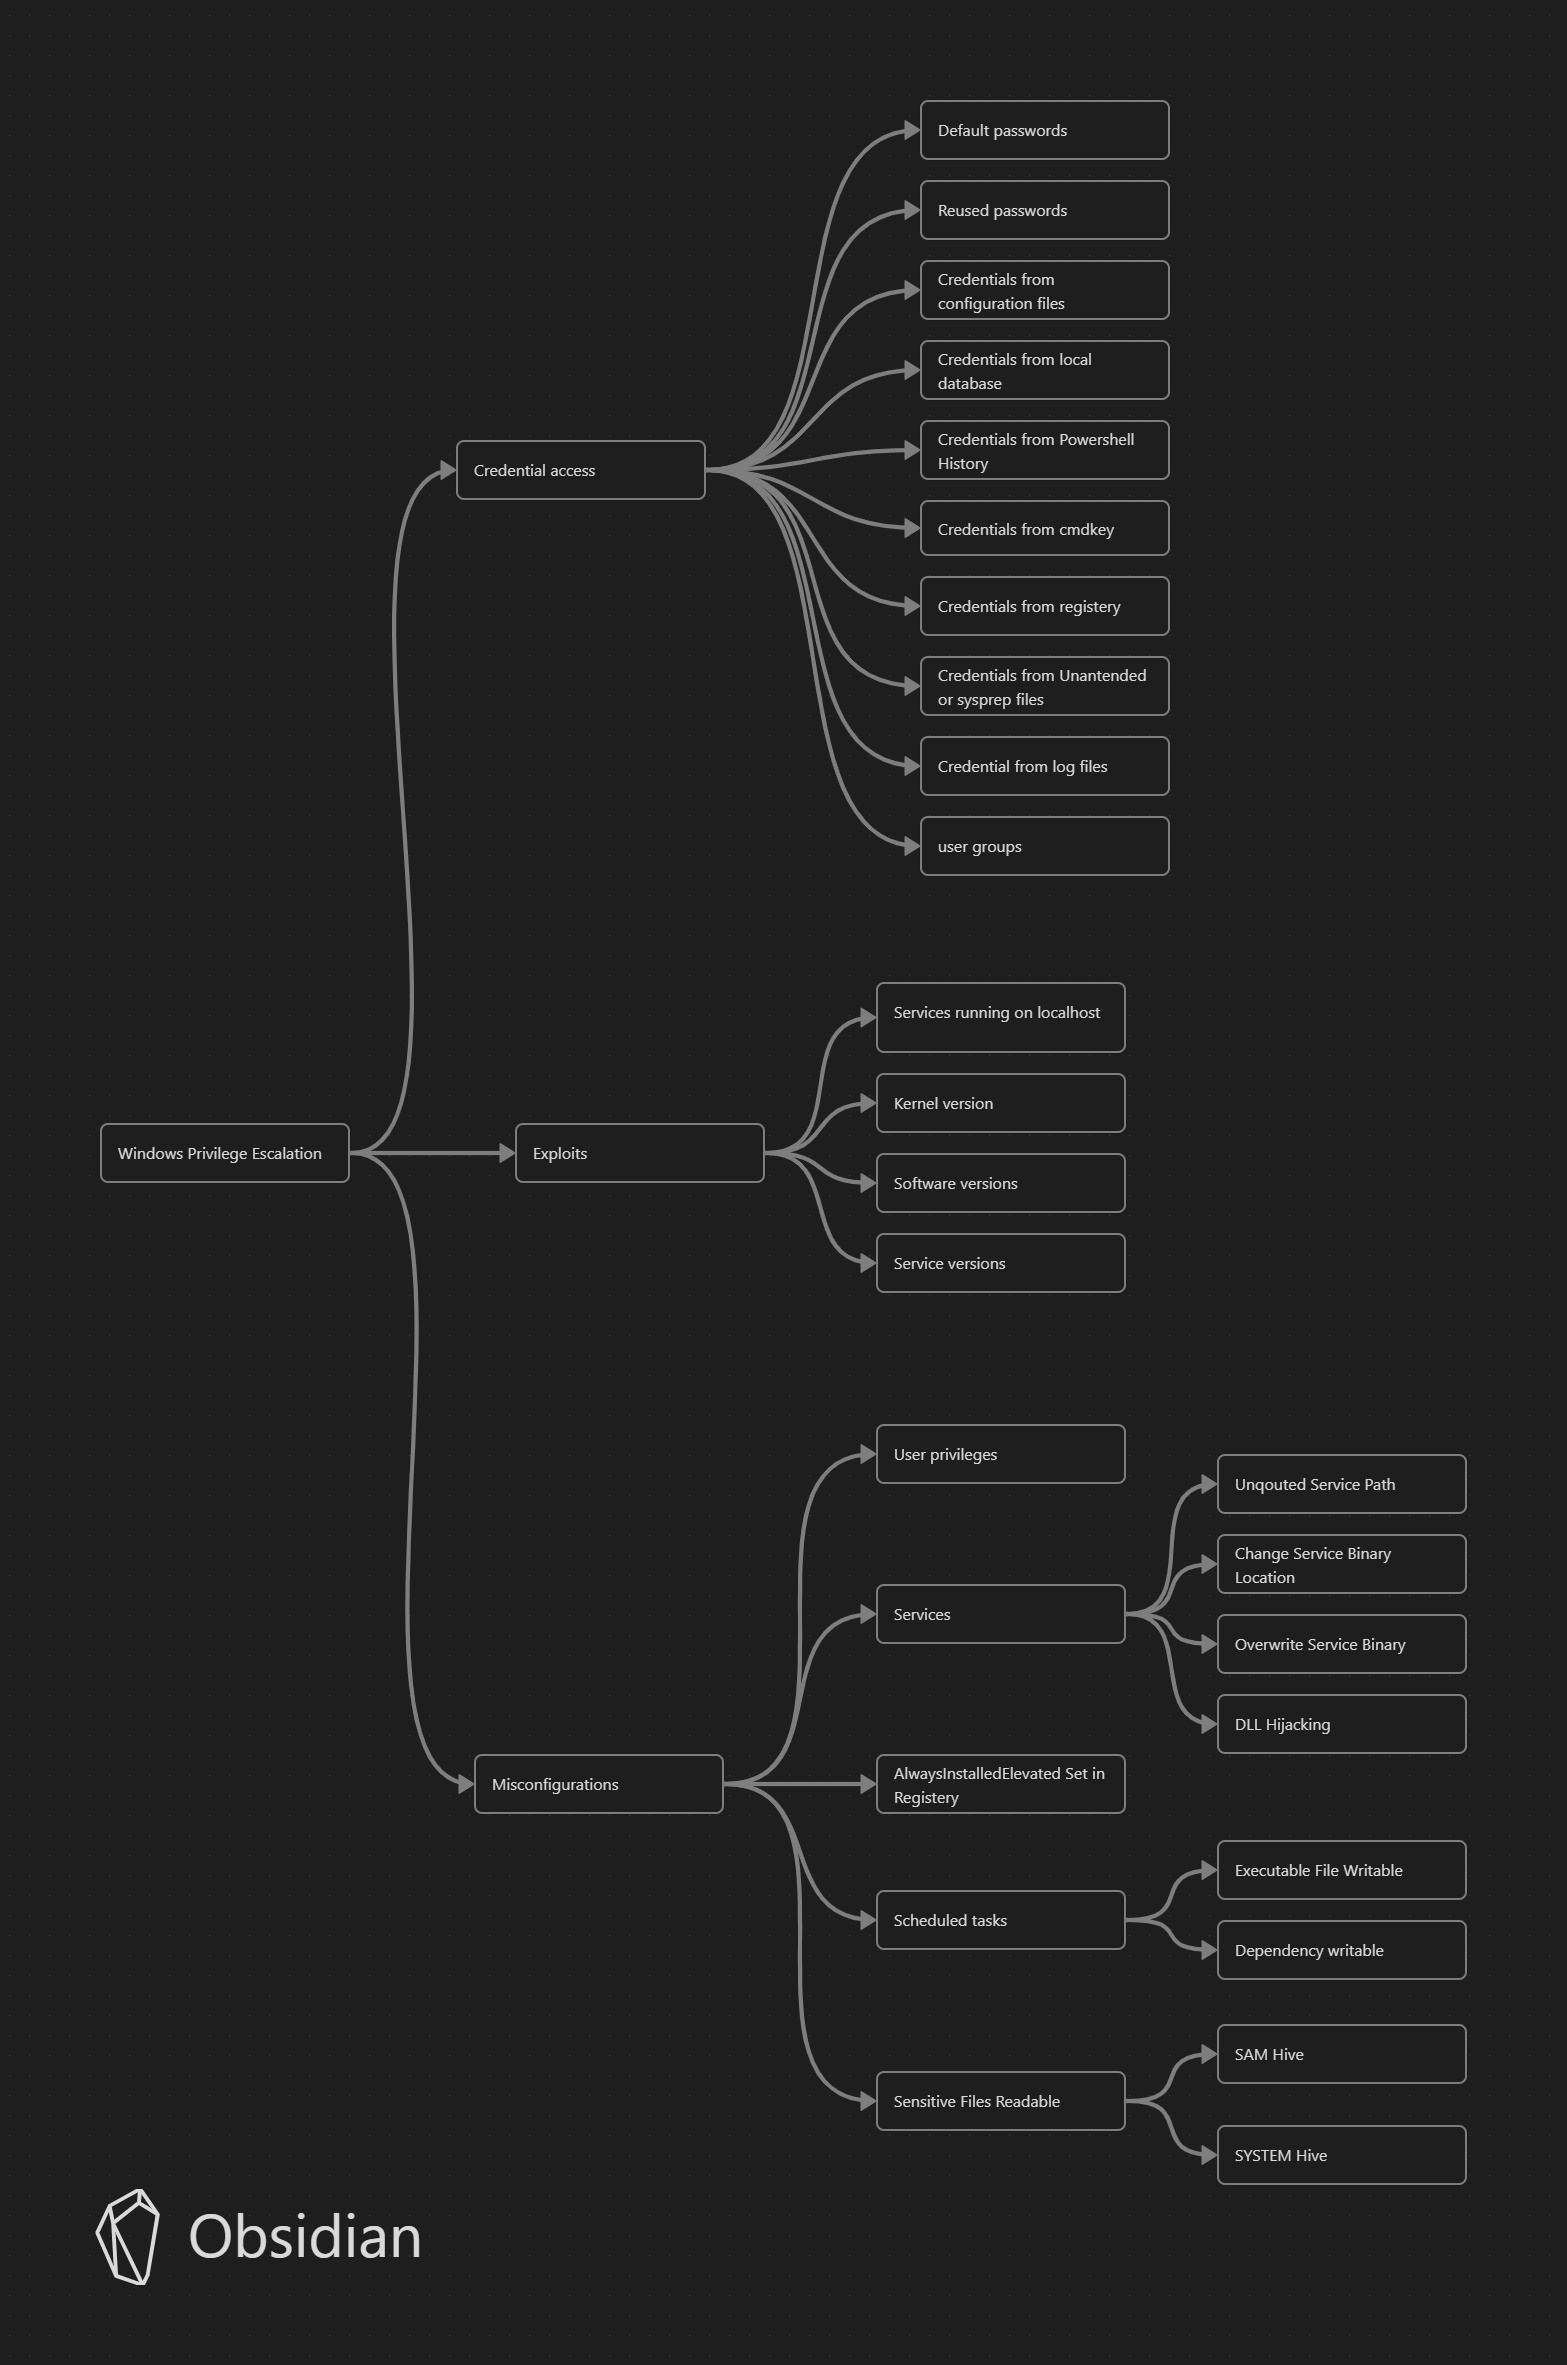 Default passwords
Reused passwords
Credentials from
configuration files
Credentials from local
database
Credentials from Powershell
History
Credential access
Credentials from cmdkey
Credentials from registery
Credentials from Unantended
or sysprep files
Credential from log files
user groups
Services running on localhost
Kernel version
Windows Privilege Escalation
Exploits
Software versions
Service versions
User privileges
Unqouted Service Path
Change Service Binary
Location
Services
Overwrite Service Binary
DLL Hijacking
Misconfigurations
AlwaysInstalledElevated Set in
Registery
Executable File Writable
Scheduled tasks
Dependency writable
SAM Hive
Sensitive Files Readable
SYSTEM Hive
Obsidian